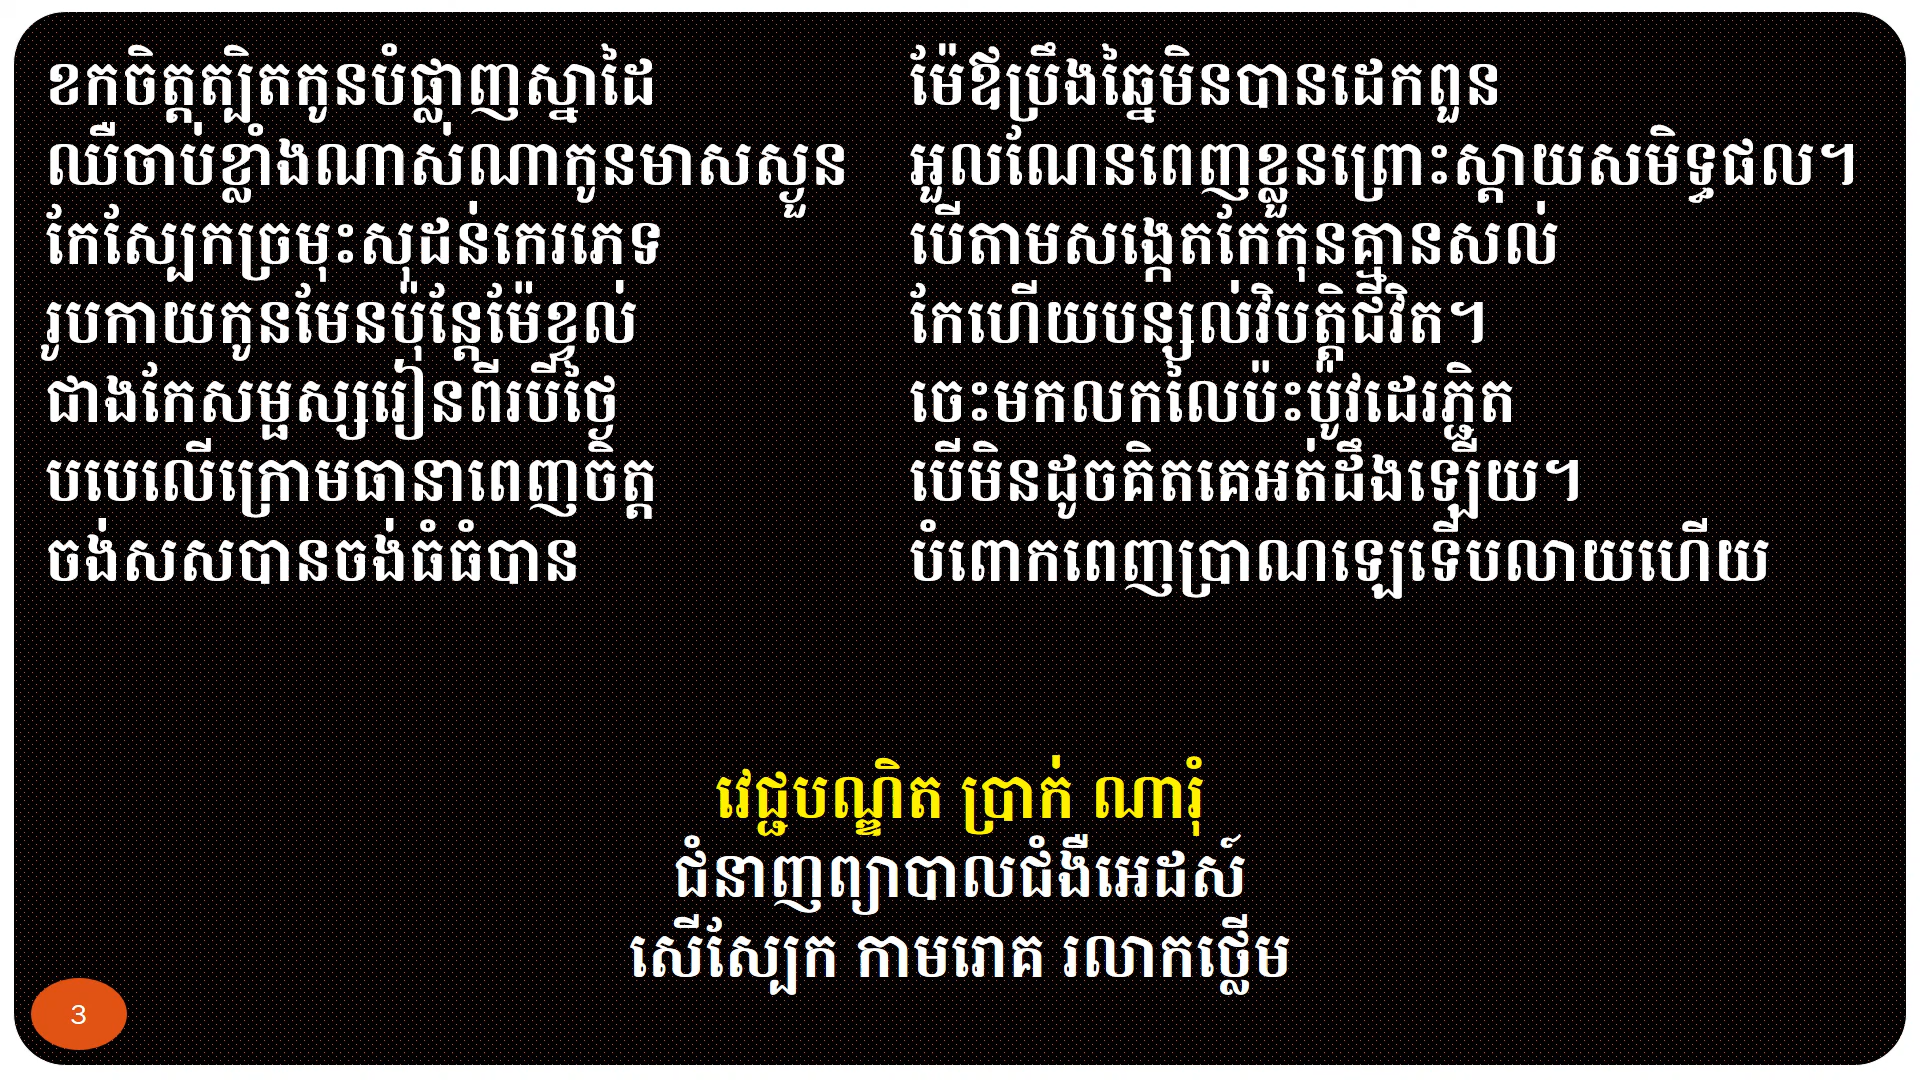 ខកចិត្តត្បិតកូនបំផ្លាញស្នាដៃ	ម៉ែឪប្រឹងឆ្នៃមិនបានដេកពួន
ឈឺចាប់ខ្លាំងណាស់ណាកូនមាសស្ងួន	អួលណែនពេញខ្លួនព្រោះស្តាយសមិទ្ធផល។
កែស្បែកច្រមុះសុដន់កេរភេទ	បើតាមសង្កេតកែកុនគ្មានសល់
រូបកាយកូនមែនប៉ុន្តែម៉ែខ្វល់	កែហើយបន្សល់វិបត្តិជីវិត។
ជាងកែសម្ផស្សរៀនពីរបីថ្ងៃ	ចេះមកលកលៃប៉ះប៉ូវដេរភ្ជិត
បបេលើក្រោមធានាពេញចិត្ត	បើមិនដូចគិតគេអត់ដឹងឡើយ។
ចង់សសបានចង់ធំធំបាន	បំពោកពេញប្រាណឡេទើបលាយហើយ
វេជ្ជបណ្ឌិត ប្រាក់ ណារុំ
ជំនាញព្យាបាលជំងឺអេដស៍
សើស្បែក កាមរោគ រលាកថ្លើម
3